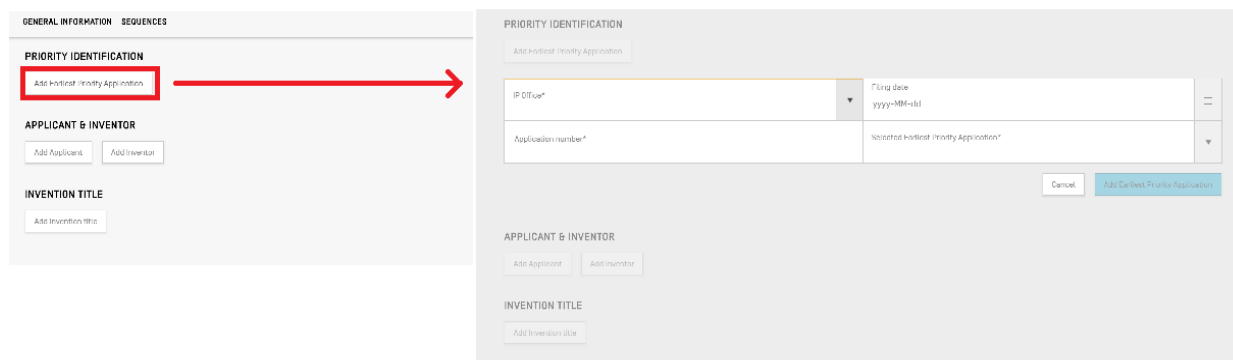 GENERAL INFORMATION SEQUENCES
PRIORITY IDENTIFICATION
Add Earliest Priority Application
APPLICANT & INVENTOR
Add Applicant Add Inventor
INVENTION TITLE
Add Invention title
PRIORITY IDENTIFICATION
Add Earliest Priority Application
IP Office*
Filing date
yyyy-MM-dd
Application number*
Selected Earliest Priority Application*
Cancel Add Earliest Priority Application
APPLICANT & INVENTOR
Add Applicant Add Inventor
INVENTION TITLE
Add Invention title